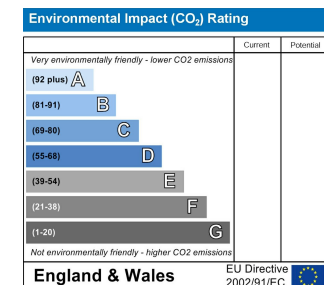 Environmental Impact (CO₂) Rating
Current Potential
Very environmentally friendly - lower CO2 emissions
(92 plus) A
(81-91) B
(69-80) C
(55-68) D
(39-54) E
(21-38) F
(1-20) G
Not environmentally friendly - higher CO2 emissions
England & Wales
EU Directive
2002/91/EC